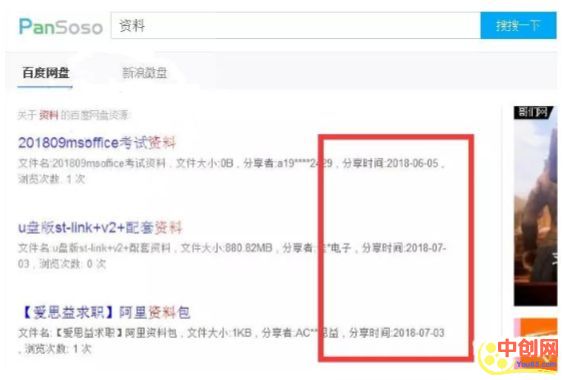 PanSoso
资料
搜搜一下
百度网盘
新浪微盘
关于 资料 的百度网盘资源:
201809msoffice考试资料
文件名:201809msoffice考试资料 , 文件大小:0B , 分享者:a19****2429 , 分享时间:2018-06-05 ,
浏览次数: 1 次
u盘版st-link+v2+配套资料
文件名:u盘版st-link+v2+配套资料 , 文件大小:880.82MB , 分享者:*电子 , 分享时间:2018-07-
03 , 浏览次数: 0 次
【爱思益求职】阿里资料包
文件名:【爱思益求职】阿里资料包 , 文件大小:1KB , 分享者:AC**思益 , 分享时间:2018-07-03
, 浏览次数: 1 次
哥们网
中创网